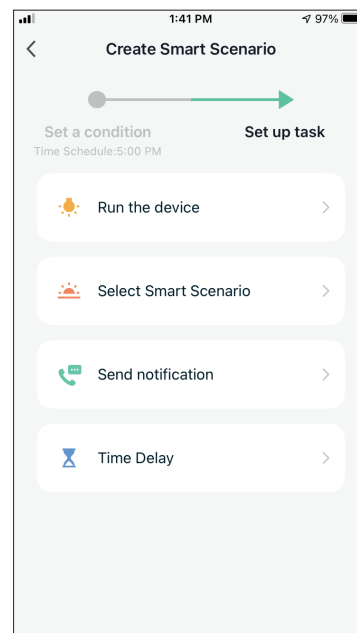 1:41 PM
97%
Create Smart Scenario
Set a condition
Set up task
Time Schedule:5:00 PM
Run the device
Select Smart Scenario
Send notification
Time Delay